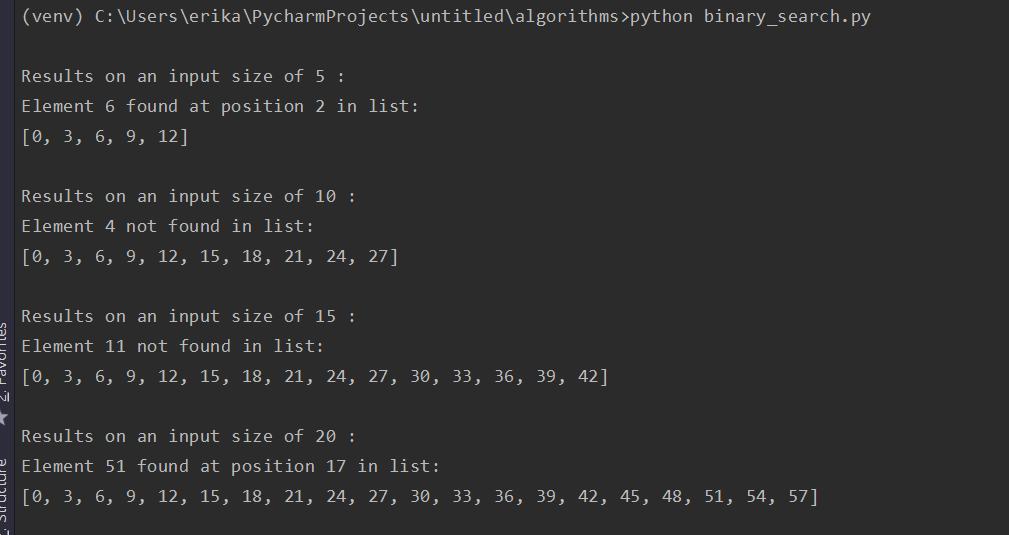 (venv) C:\Users\erika\PycharmProjects\untitled\algorithms>python binary_search.py
Results on an input size of 5 :
Element 6 found at position 2 in list:
[0, 3, 6, 9, 12]
Results on an input size of 10 :
Element 4 not found in list:
[0, 3, 6, 9, 12, 15, 18, 21, 24, 27]
Results on an input size of 15 :
Element 11 not found in list:
[0, 3, 6, 9, 12, 15, 18, 21, 24, 27, 30, 33, 36, 39, 42]
Results on an input size of 20 :
Element 51 found at position 17 in list:
[0, 3, 6, 9, 12, 15, 18, 21, 24, 27, 30, 33, 36, 39, 42, 45, 48, 51, 54, 57]
2: Favorites
Structure